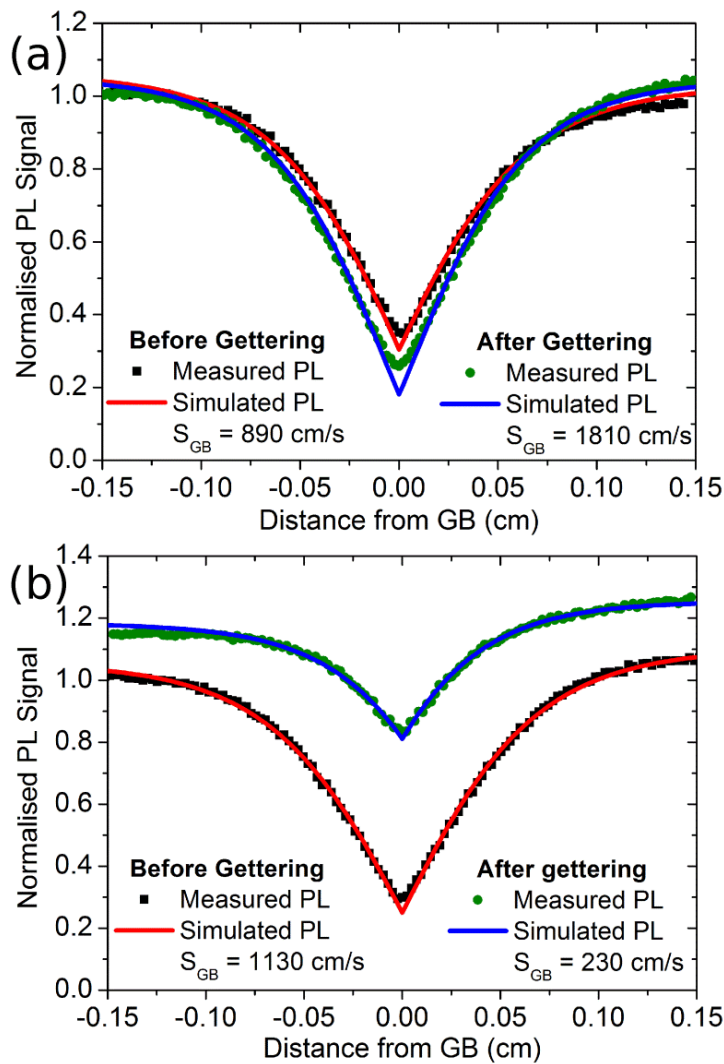 (a)
Normalised PL Signal
1.2
1.0
0.8
0.6
0.4
0.2
0.0
Before Gettering
Measured PL
Simulated PL
S_GB = 890 cm/s
After Gettering
Measured PL
Simulated PL
S_GB = 1810 cm/s
-0.15 -0.10 -0.05 0.00 0.05 0.10 0.15
Distance from GB (cm)
(b)
Normalised PL Signal
1.4
1.2
1.0
0.8
0.6
0.4
0.2
0.0
Before Gettering
Measured PL
Simulated PL
S_GB = 1130 cm/s
After gettering
Measured PL
Simulated PL
S_GB = 230 cm/s
-0.15 -0.10 -0.05 0.00 0.05 0.10 0.15
Distance from GB (cm)